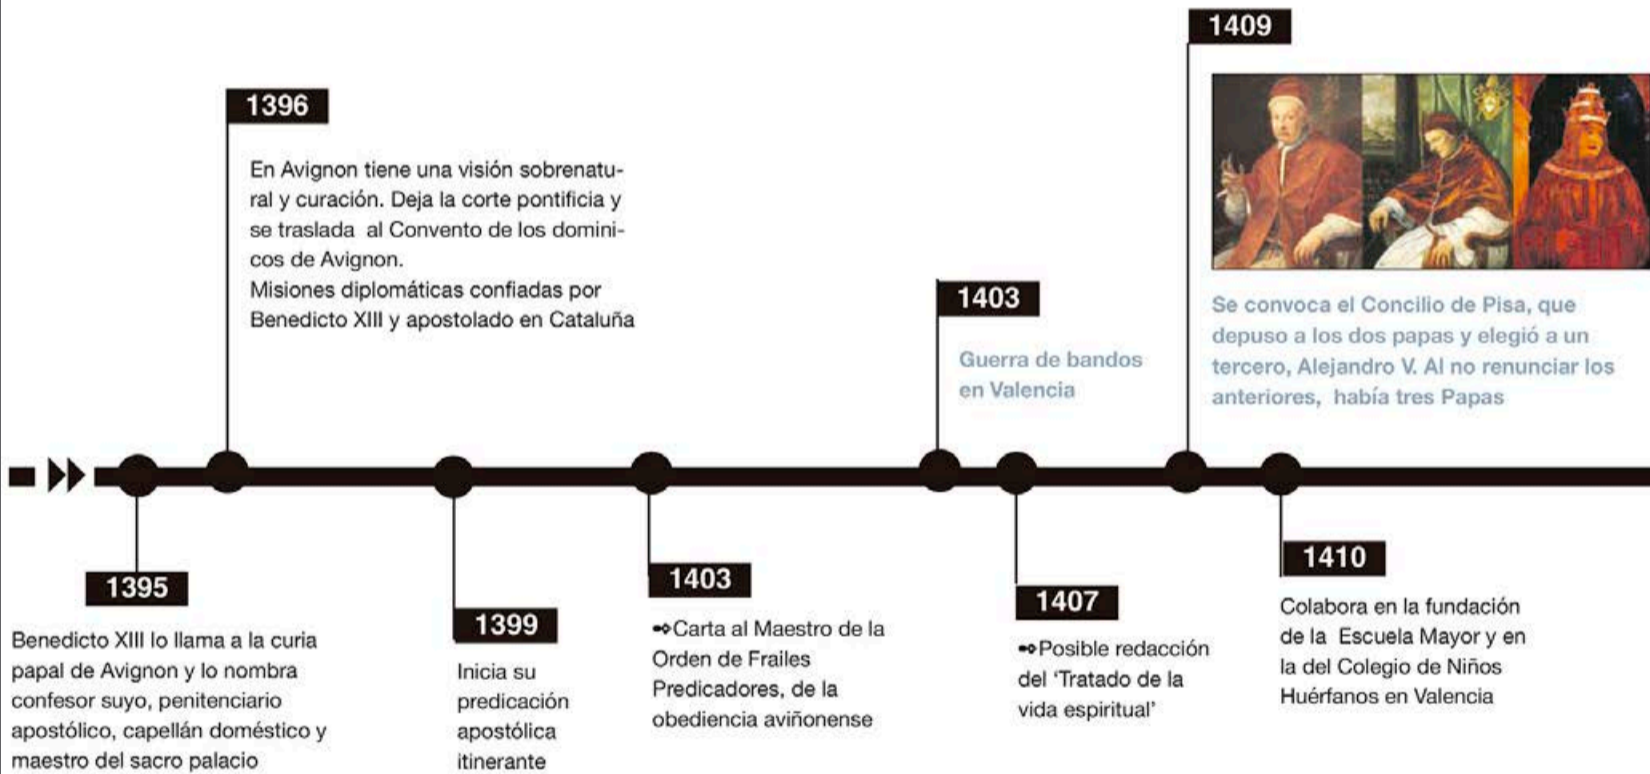 1409
1396
En Avignon tiene una visión sobrenatu-
ral y curación. Deja la corte pontificia y
se traslada al Convento de los domini-
cos de Avignon.
Misiones diplomáticas confiadas por
Benedicto XIII y apostolado en Cataluña
1403
Guerra de bandos
en Valencia
Se convoca el Concilio de Pisa, que
depuso a los dos papas y elegió a un
tercero, Alejandro V. Al no renunciar los
anteriores, había tres Papas
1395
Benedicto XIII lo llama a la curia
papal de Avignon y lo nombra
confesor suyo, penitenciario
apostólico, capellán doméstico y
maestro del sacro palacio
1399
Inicia su
predicación
apostólica
itinerante
1403
➺Carta al Maestro de la
Orden de Frailes
Predicadores, de la
obediencia aviñonense
1407
➺Posible redacción
del ‘Tratado de la
vida espiritual’
1410
Colabora en la fundación
de la Escuela Mayor y en
la del Colegio de Niños
Huérfanos en Valencia